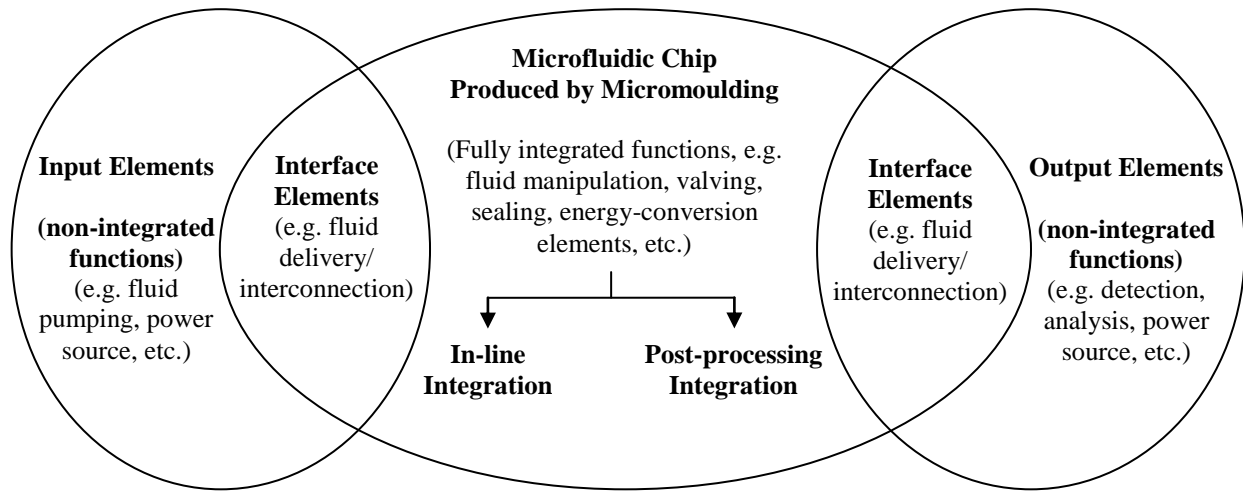 Input Elements
(non-integrated
functions)
(e.g. fluid
pumping, power
source, etc.)
Interface
Elements
(e.g. fluid
delivery/
interconnection)
Microfluidic Chip
Produced by Micromoulding
(Fully integrated functions, e.g.
fluid manipulation, valving,
sealing, energy-conversion
elements, etc.)
In-line
Integration
Post-processing
Integration
Interface
Elements
(e.g. fluid
delivery/
interconnection)
Output Elements
(non-integrated
functions)
(e.g. detection,
analysis, power
source, etc.)